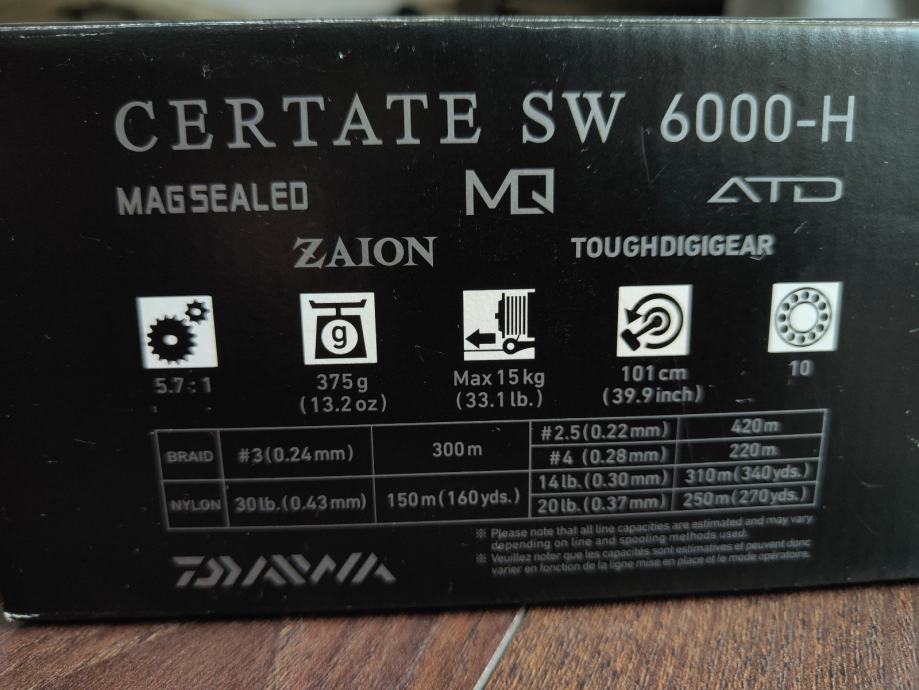 CERTATE SW 6000-H
MAGSEALED MQ ATD
ZAION TOUGHDIGIGEAR
g
5.7:1 375g Max 15kg 101cm 10
(13.2oz) (33.1lb.) (39.9inch)
BRAID #3(0.24mm) 300m #2.5(0.22mm) 420m
#4 (0.28mm) 220m
NYLON 30lb.(0.43mm) 150m(160yds.) 14lb.(0.30mm) 310m(340yds.)
20lb.(0.37mm) 250m(270yds.)
※ Please note that all line capacities are estimated and may vary
depending on line and spooling methods used.
※ Veuillez noter que les capacités sont estimatives et peuvent donc
varier en fonction de la ligne mise en place et le mode opératoire.
DAIWA